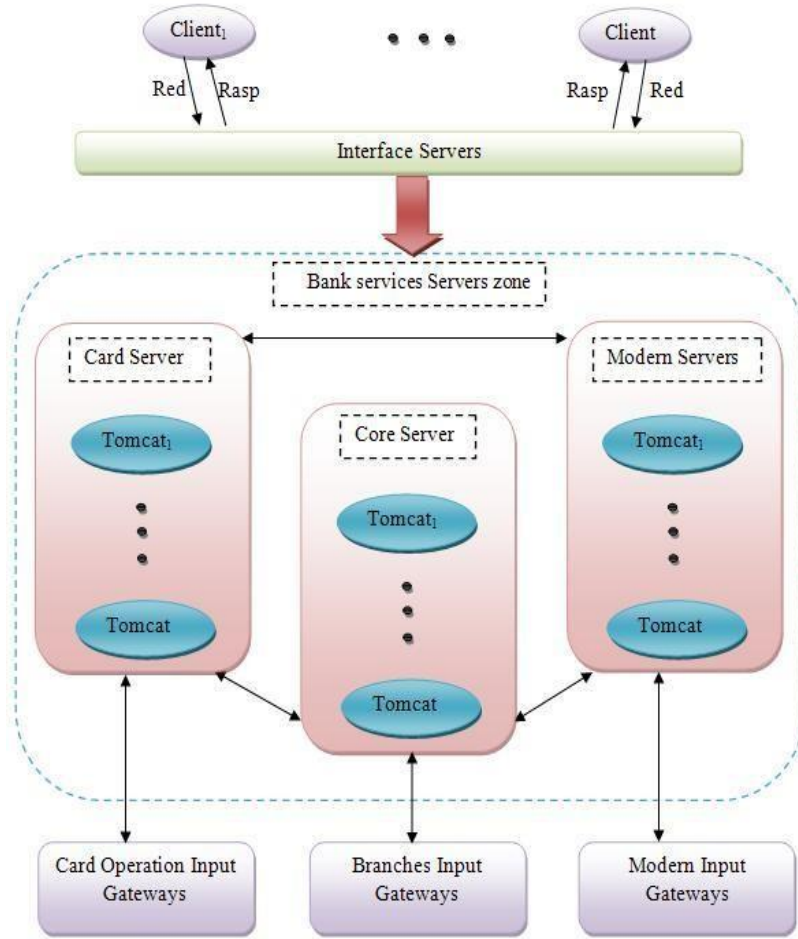 Client₁
Client
Red
Rasp
Rasp
Red
Interface Servers
Bank services Servers zone
Card Server
Modern Servers
Core Server
Tomcat₁
Tomcat₁
Tomcat₁
Tomcat
Tomcat
Tomcat
Card Operation Input
Gateways
Branches Input
Gateways
Modern Input
Gateways